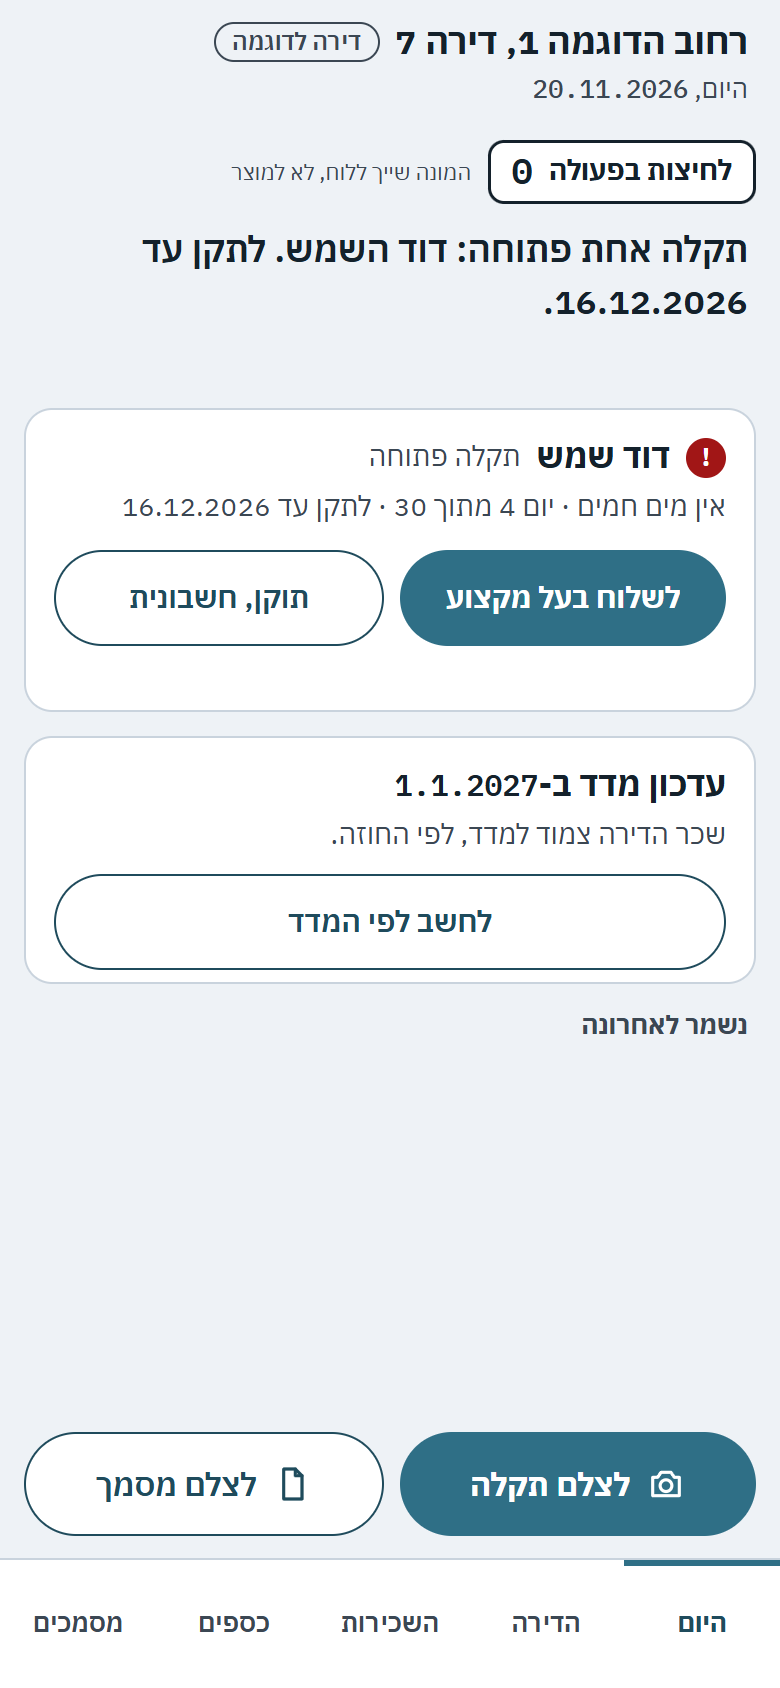 רחוב הדוגמה 1, דירה 7 דירה לדוגמה
היום, 20.11.2026
לחיצות בפעולה 0 המונה שייך ללוח, לא למוצר
תקלה אחת פתוחה: דוד השמש. לתקן עד
16.12.2026.
! דוד שמש תקלה פתוחה
אין מים חמים · יום 4 מתוך 30 · לתקן עד 16.12.2026
לשלוח בעל מקצוע
תוקן, חשבונית
עדכון מדד ב-1.1.2027
שכר הדירה צמוד למדד, לפי החוזה.
לחשב לפי המדד
נשמר לאחרונה
לצלם תקלה
לצלם מסמך
היום
הדירה
השכירות
כספים
מסמכים